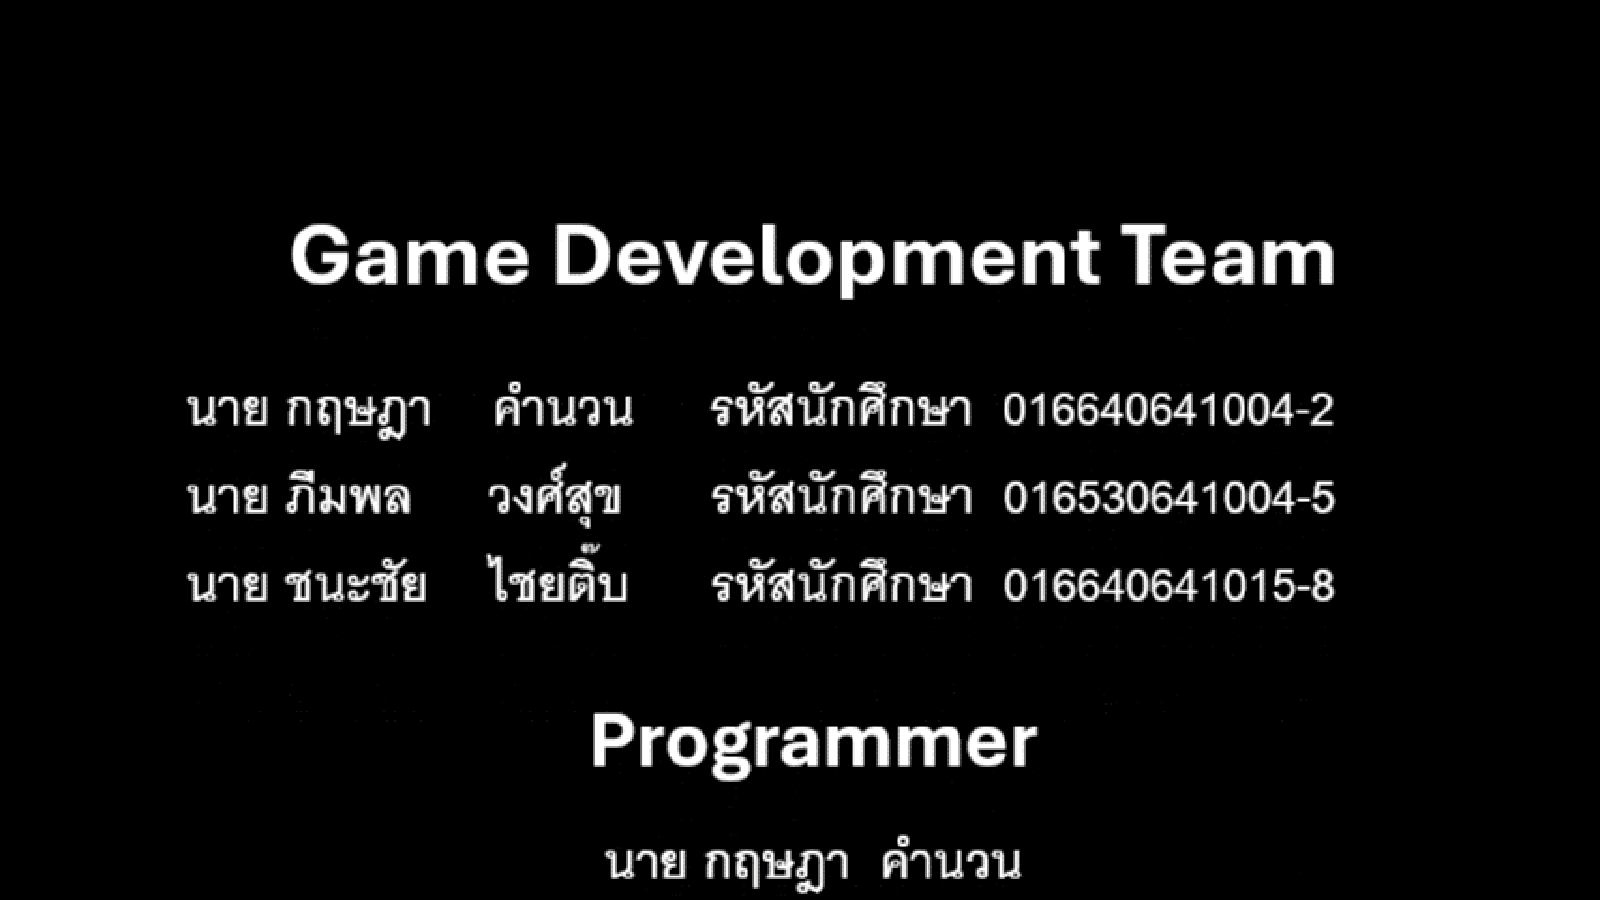 Game Development Team
นาย กฤษฎา คำนวน รหัสนักศึกษา 016640641004-2
นาย ภีมพล วงศ์สุข รหัสนักศึกษา 016530641004-5
นาย ชนะชัย ไชยติ๊บ รหัสนักศึกษา 016640641015-8
Programmer
นาย กฤษฎา คำนวน